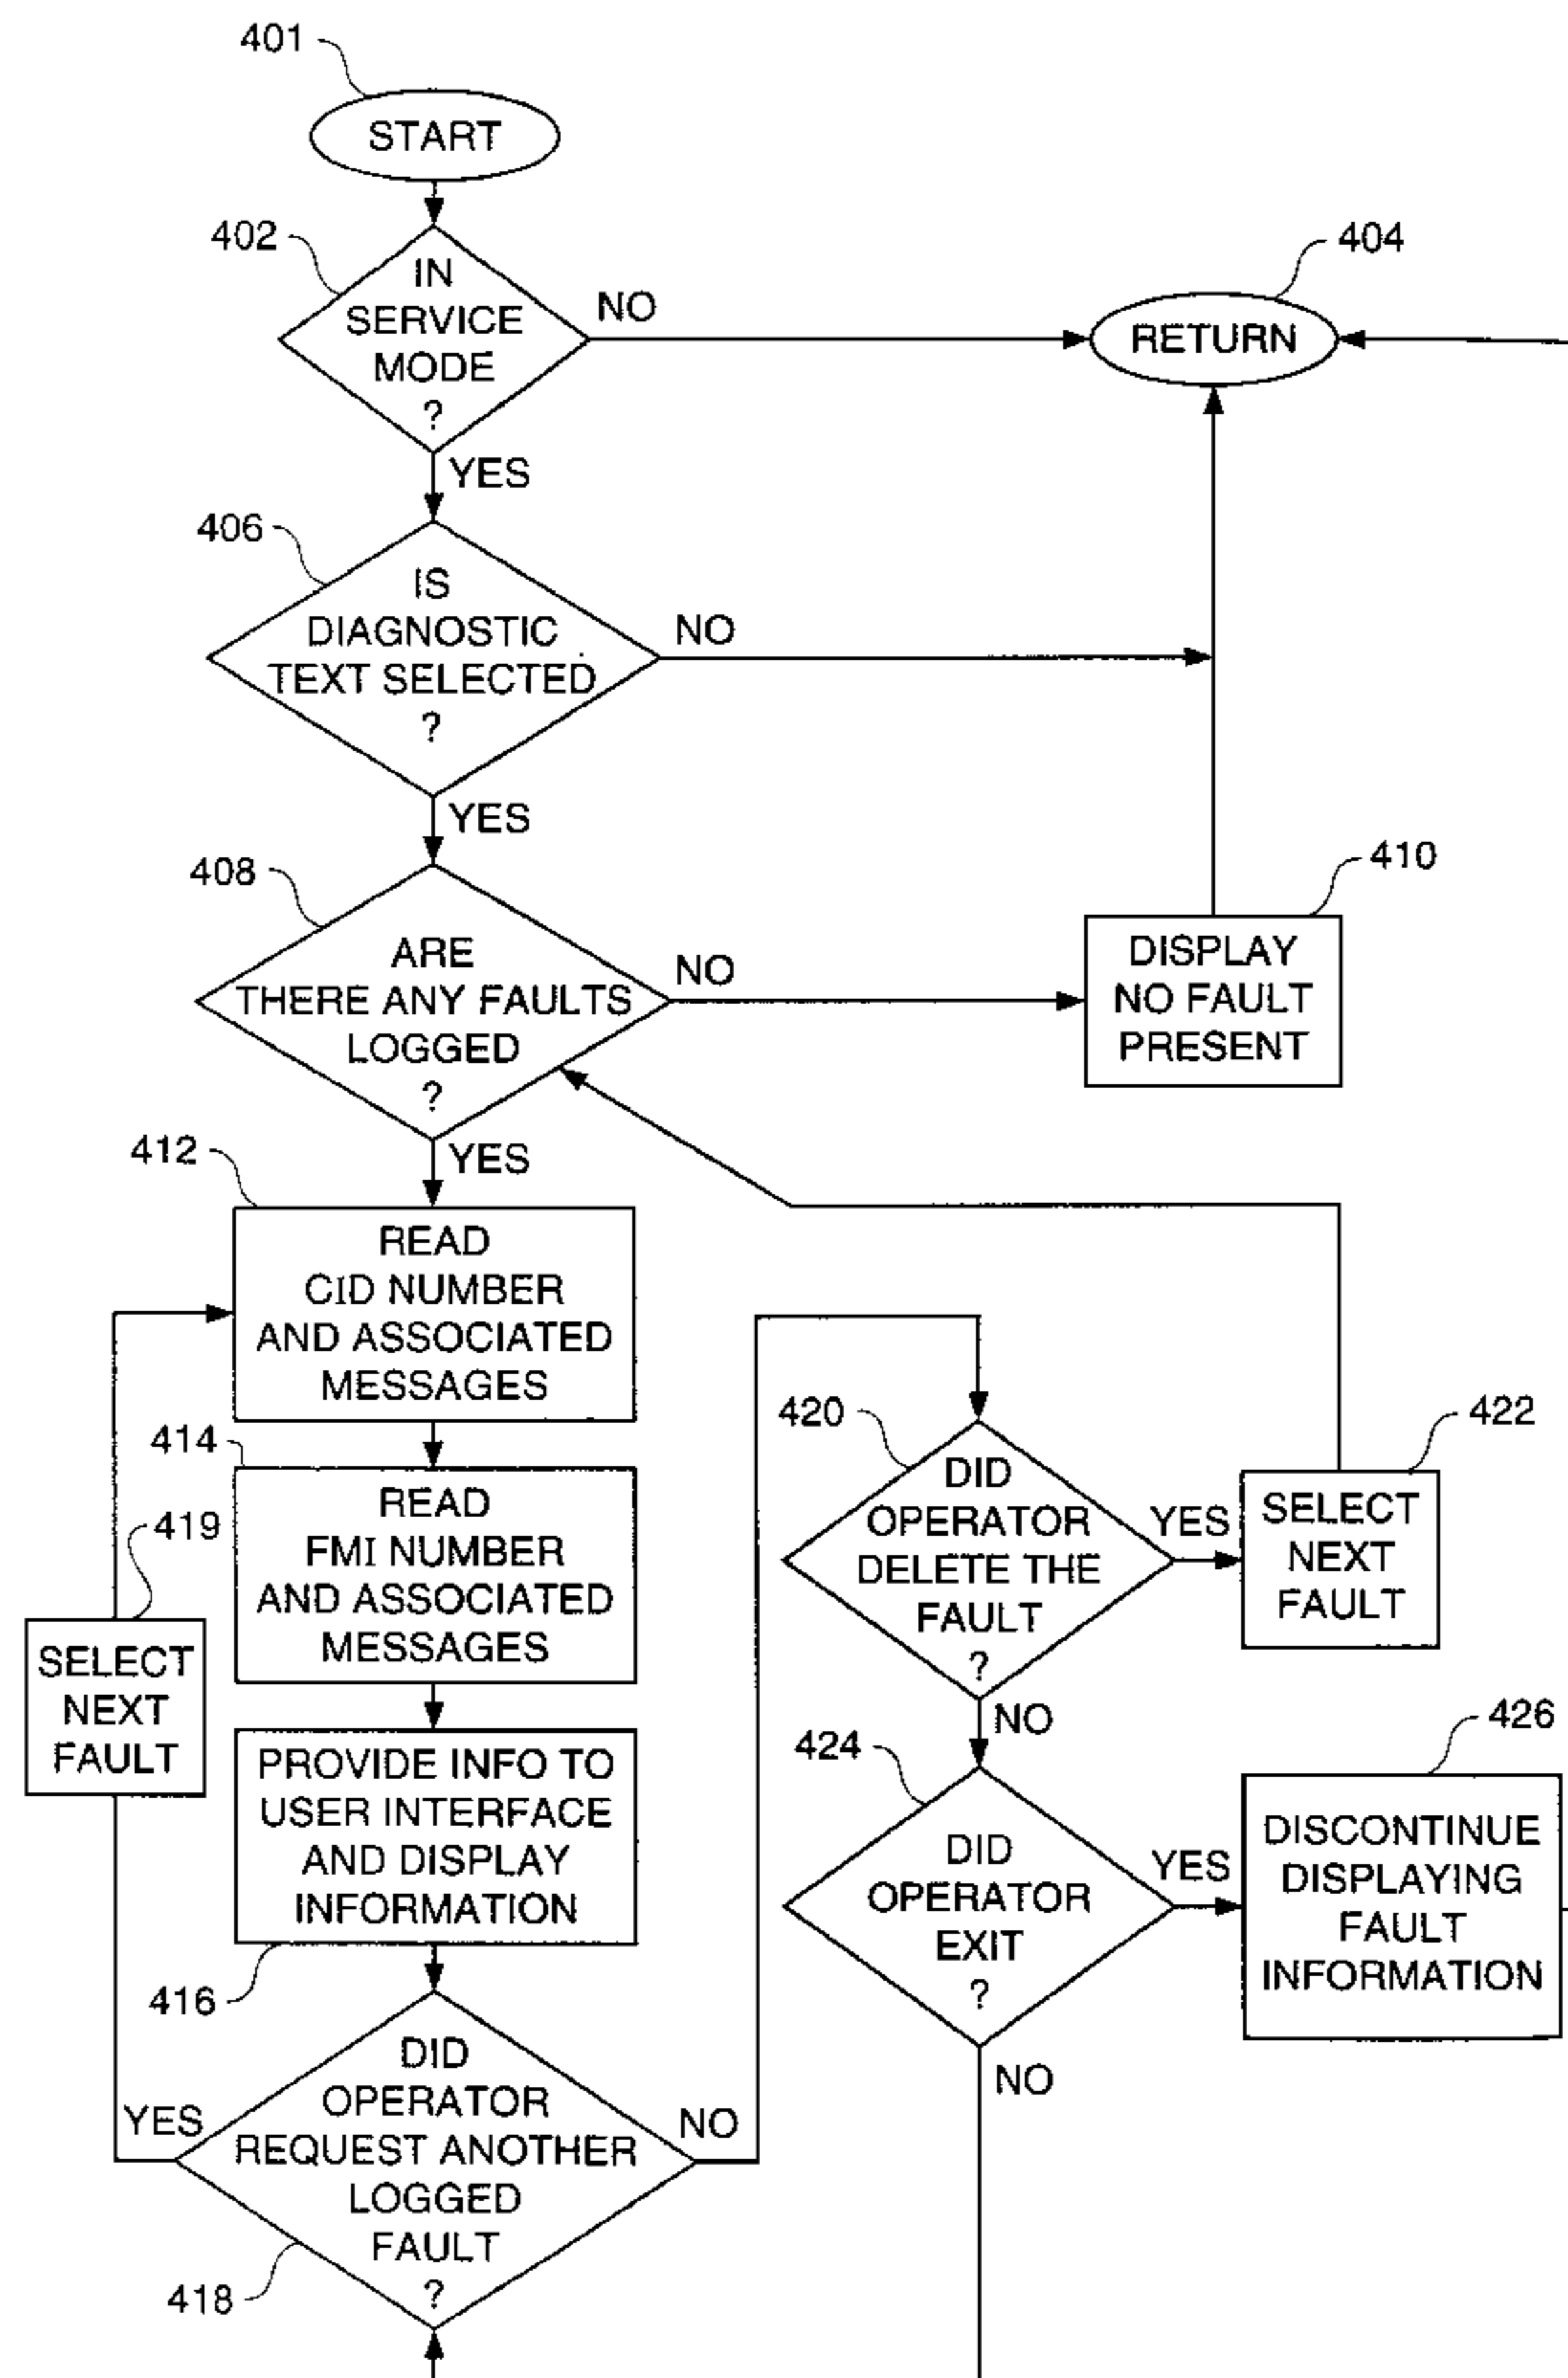 401
START
402
IN
SERVICE
MODE
?
NO
404
RETURN
YES
406
IS
DIAGNOSTIC
TEXT SELECTED
?
NO
YES
408
ARE
THERE ANY FAULTS
LOGGED
?
NO
410
DISPLAY
NO FAULT
PRESENT
YES
412
READ
CID NUMBER
AND ASSOCIATED
MESSAGES
414
READ
FMI NUMBER
AND ASSOCIATED
MESSAGES
419
SELECT
NEXT
FAULT
PROVIDE INFO TO
USER INTERFACE
AND DISPLAY
INFORMATION
416
DID
OPERATOR
REQUEST ANOTHER
LOGGED
FAULT
?
YES
NO
418
420
DID
OPERATOR
DELETE THE
FAULT
?
YES
422
SELECT
NEXT
FAULT
NO
424
DID
OPERATOR
EXIT
?
YES
426
DISCONTINUE
DISPLAYING
FAULT
INFORMATION
NO